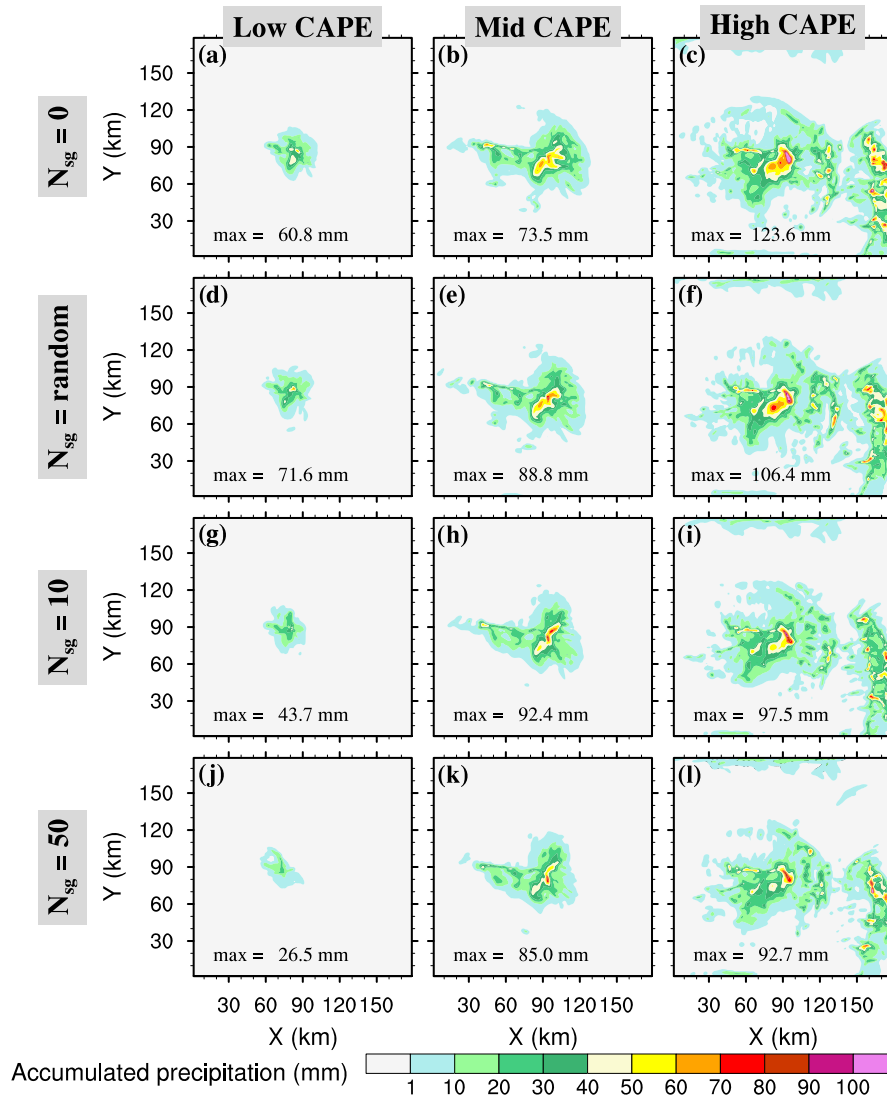 Low CAPE Mid CAPE High CAPE
(a) (b) (c)
N_sg = 0
Y (km)
150
120
90
60
30
max = 60.8 mm max = 73.5 mm max = 123.6 mm
(d) (e) (f)
N_sg = random
Y (km)
150
120
90
60
30
max = 71.6 mm max = 88.8 mm max = 106.4 mm
(g) (h) (i)
N_sg = 10
Y (km)
150
120
90
60
30
max = 43.7 mm max = 92.4 mm max = 97.5 mm
(j) (k) (l)
N_sg = 50
Y (km)
150
120
90
60
30
max = 26.5 mm max = 85.0 mm max = 92.7 mm
30 60 90 120 150 30 60 90 120 150 30 60 90 120 150
X (km) X (km) X (km)
Accumulated precipitation (mm)
1 10 20 30 40 50 60 70 80 90 100